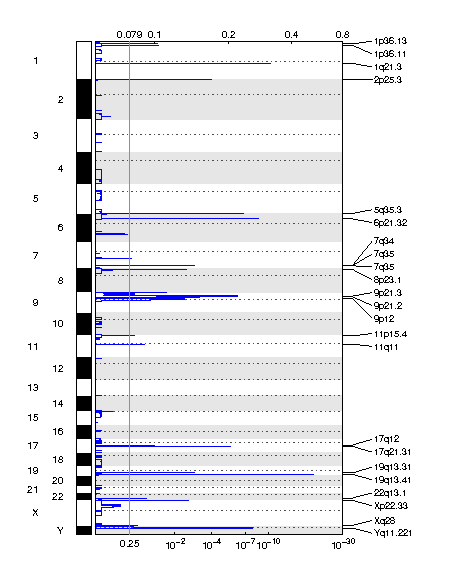 0.079 0.1 0.2 0.4 0.8
1 1p36.13
1p36.11
1q21.3
2p25.3
2
3
4
5
5q35.3
6 6p21.32
7q34
7 7q35
7q35
8 8p23.1
9p21.3
9 9p21.2
9p12
10
11p15.4
11 11q11
12
13
14
15
16
17 17q12
17q21.31
18
19 19q13.31
20 19q13.41
21
22 22q13.1
Xp22.33
X
Xq28
Y Yq11.221
0.25 10-2 10-4 10-7 10-10 10-30